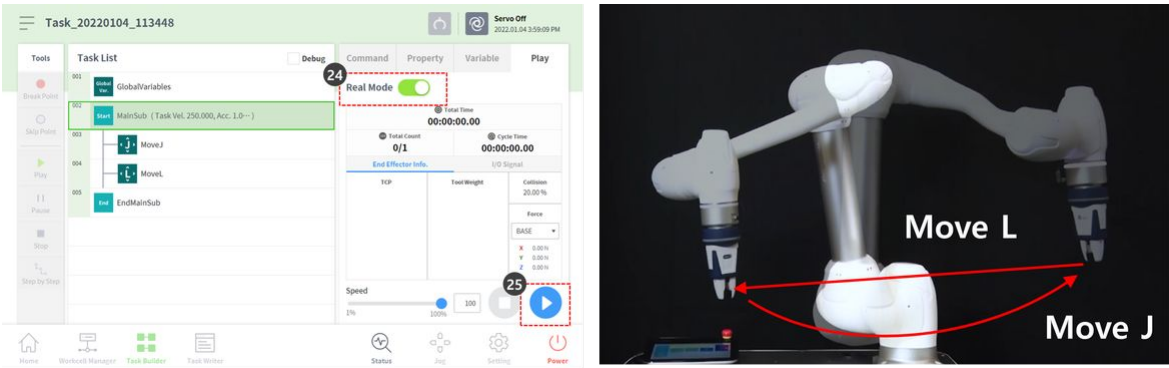 Task_20220104_113448
Servo Off
2022.01.04 3:59:09 PM
Tools
Task List
Debug
Command
Property
Variable
Play
24
Break Point
001
Global Var.
GlobalVariables
Real Mode
Skip Point
002
Start
MainSub ( Task Vel. 250.000, Acc. 1.0··· )
Total Time
00:00:00.00
003
J
MoveJ
Total Count
0/1
Cycle Time
00:00:00.00
Play
004
L
MoveL
End Effector Info.
I/O Signal
Pause
005
End
EndMainSub
TCP
Tool Weight
Collision
20.00 %
Stop
Force
BASE
Step by Step
X 0.00 N
Y 0.00 N
Z 0.00 N
Speed
1%
100%
100
25
Home
Workcell Manager
Task Builder
Task Writer
Status
Jog
Setting
Power
Move L
Move J